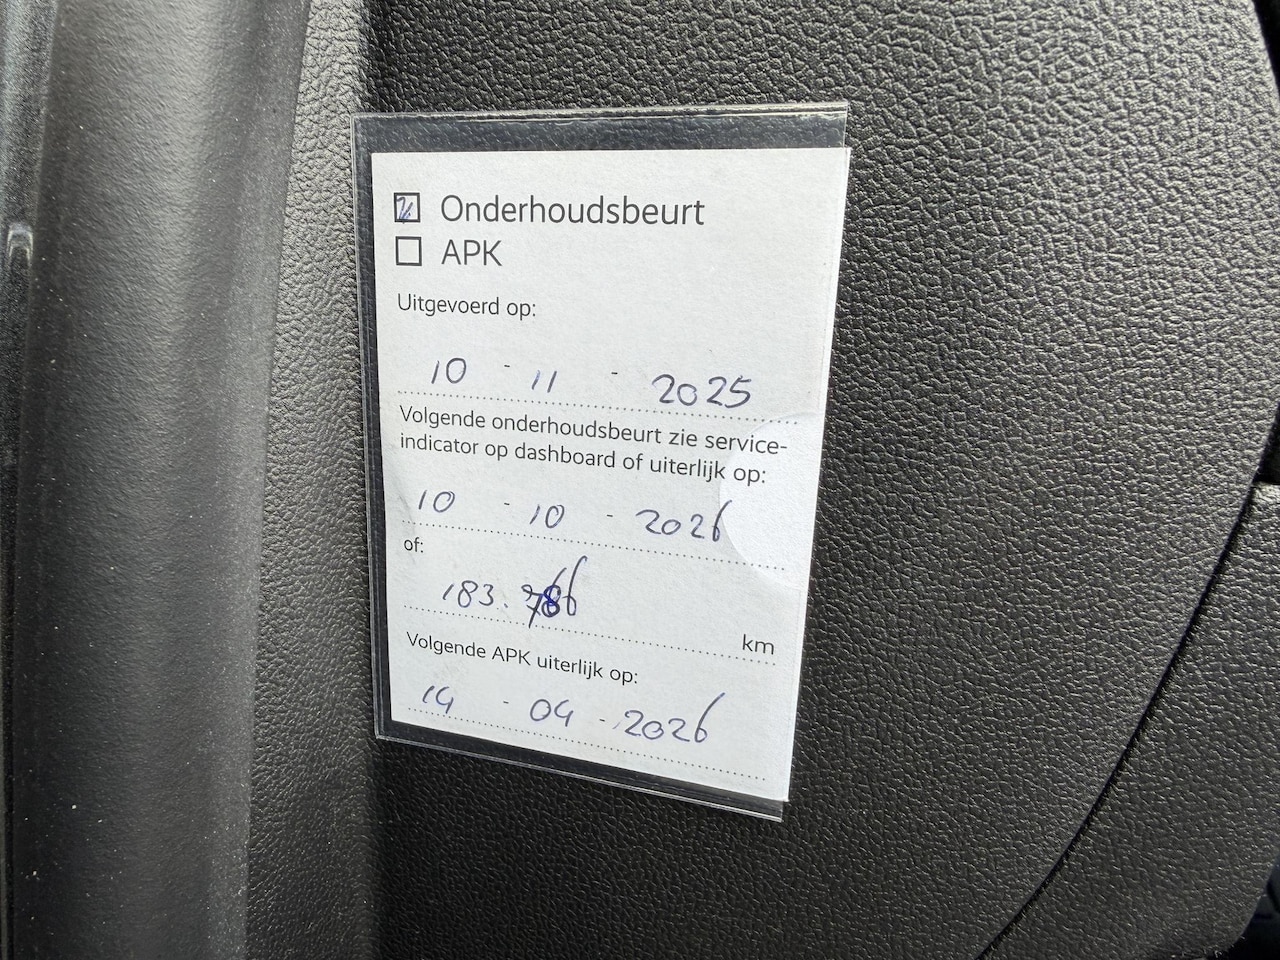 Onderhoudsbeurt
APK
Uitgevoerd op:
10 - 11 - 2025
Volgende onderhoudsbeurt zie service-
indicator op dashboard of uiterlijk op:
10 - 10 - 2026
of:
km
Volgende APK uiterlijk op:
14 - 04 - 2026